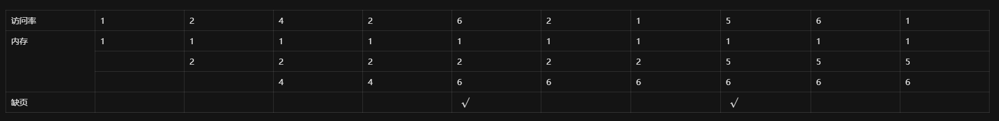 访问率 1 2 4 2 6 2 1 5 6 1
内存 1 1 1 1 1 1 1 1 1 1
2 2 2 2 2 2 5 5 5
4 4 6 6 6 6 6 6
缺页 √ √